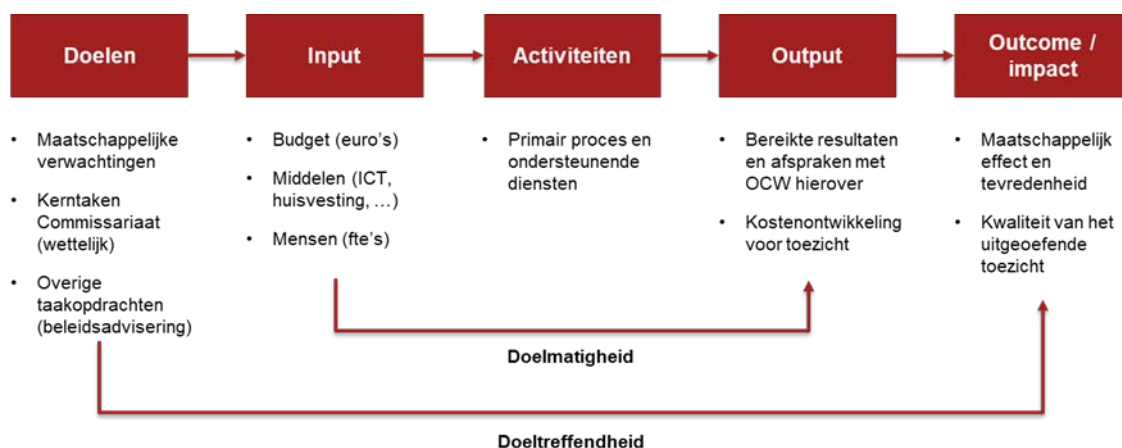 Doelen
Input
Activiteiten
Output
Outcome /
impact
• Maatschappelijke
verwachtingen
• Kerntaken
Commissariaat
(wettelijk)
• Overige
taakopdrachten
(beleidsadvisering)
• Budget (euro's)
• Middelen (ICT,
huisvesting, ...)
• Mensen (fte's)
• Primair proces en
ondersteunende
diensten
• Bereikte resultaten
en afspraken met
OCW hierover
• Kostenontwikkeling
voor toezicht
• Maatschappelijk
effect en
tevredenheid
• Kwaliteit van het
uitgeoefende
toezicht
Doelmatigheid
Doeltreffendheid